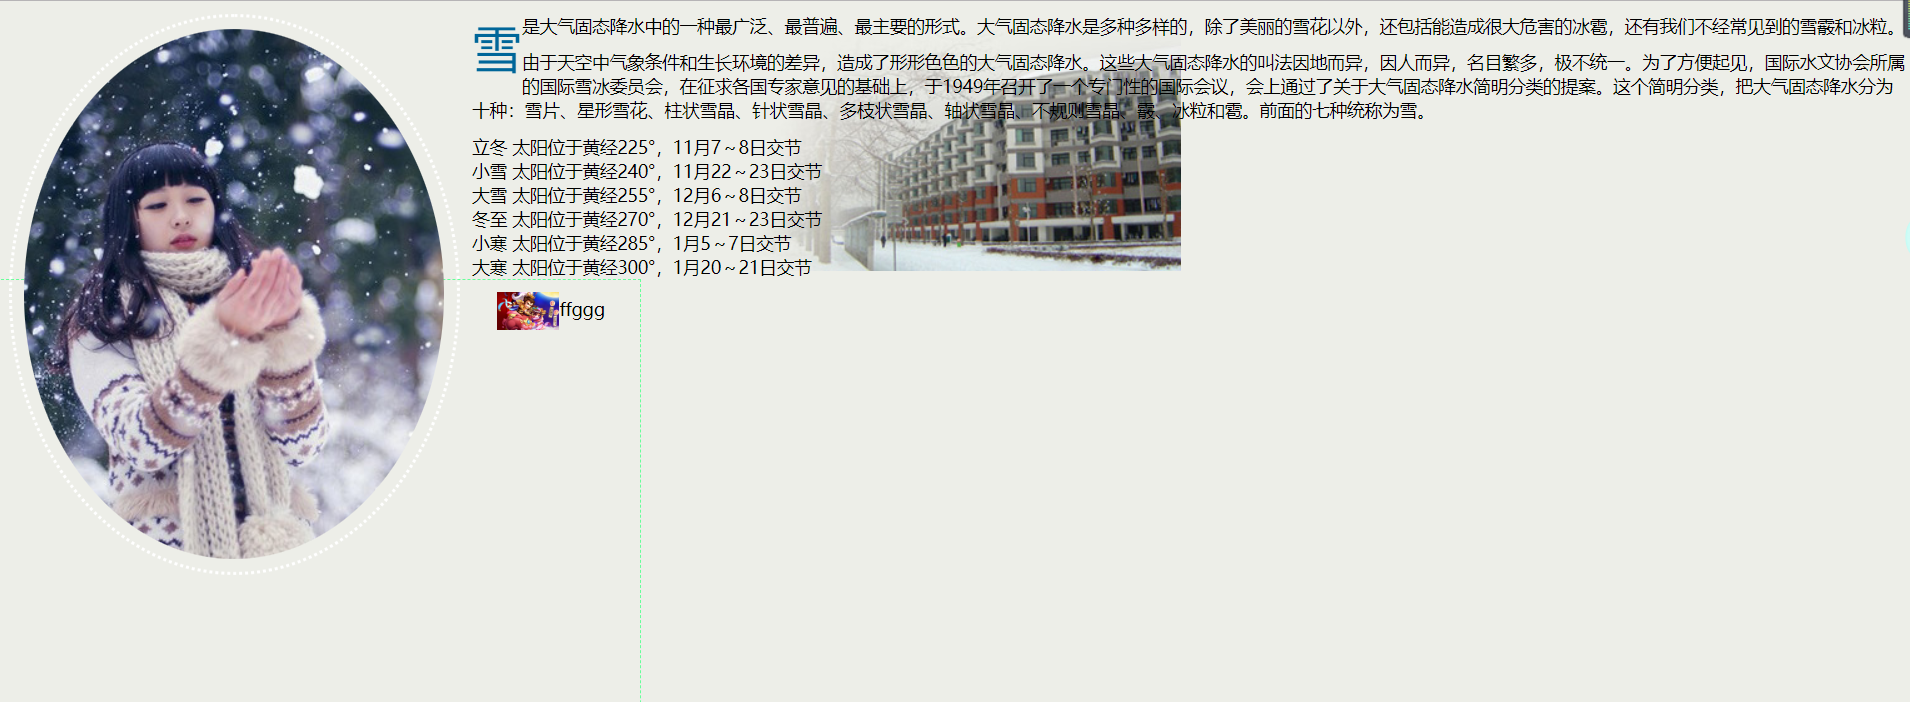 雪是大气固态降水中的一种最广泛、最普遍、最主要的形式。大气固态降水是多种多样的，除了美丽的雪花以外，还包括能造成很大危害的冰雹，还有我们不经常见到的雪霰和冰粒。
由于天空中气象条件和生长环境的差异，造成了形形色色的大气固态降水。这些大气固态降水的叫法因地而异，因人而异，名目繁多，极不统一。为了方便起见，国际水文协会所属
的国际雪冰委员会，在征求各国专家意见的基础上，于1949年召开了一个专门性的国际会议，会上通过了关于大气固态降水简明分类的提案。这个简明分类，把大气固态降水分为
十种：雪片、星形雪花、柱状雪晶、针状雪晶、多枝状雪晶、轴状雪晶、不规则雪晶、霰、冰粒和雹。前面的七种统称为雪。
立冬 太阳位于黄经225°，11月7～8日交节
小雪 太阳位于黄经240°，11月22～23日交节
大雪 太阳位于黄经255°，12月6～8日交节
冬至 太阳位于黄经270°，12月21～23日交节
小寒 太阳位于黄经285°，1月5～7日交节
大寒 太阳位于黄经300°，1月20～21日交节
ffggg